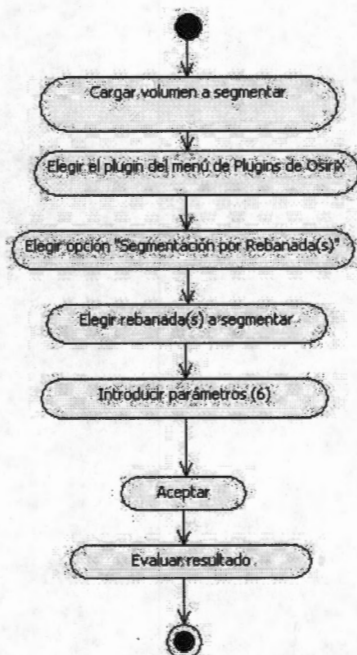 Cargar volumen a segmentar
Elegir el plugin del menú de Plugins de OsiriX
Elegir opción "Segmentación por Rebanada(s)"
Elegir rebanada(s) a segmentar
Introducir parámetros (6)
Aceptar
Evaluar resultado